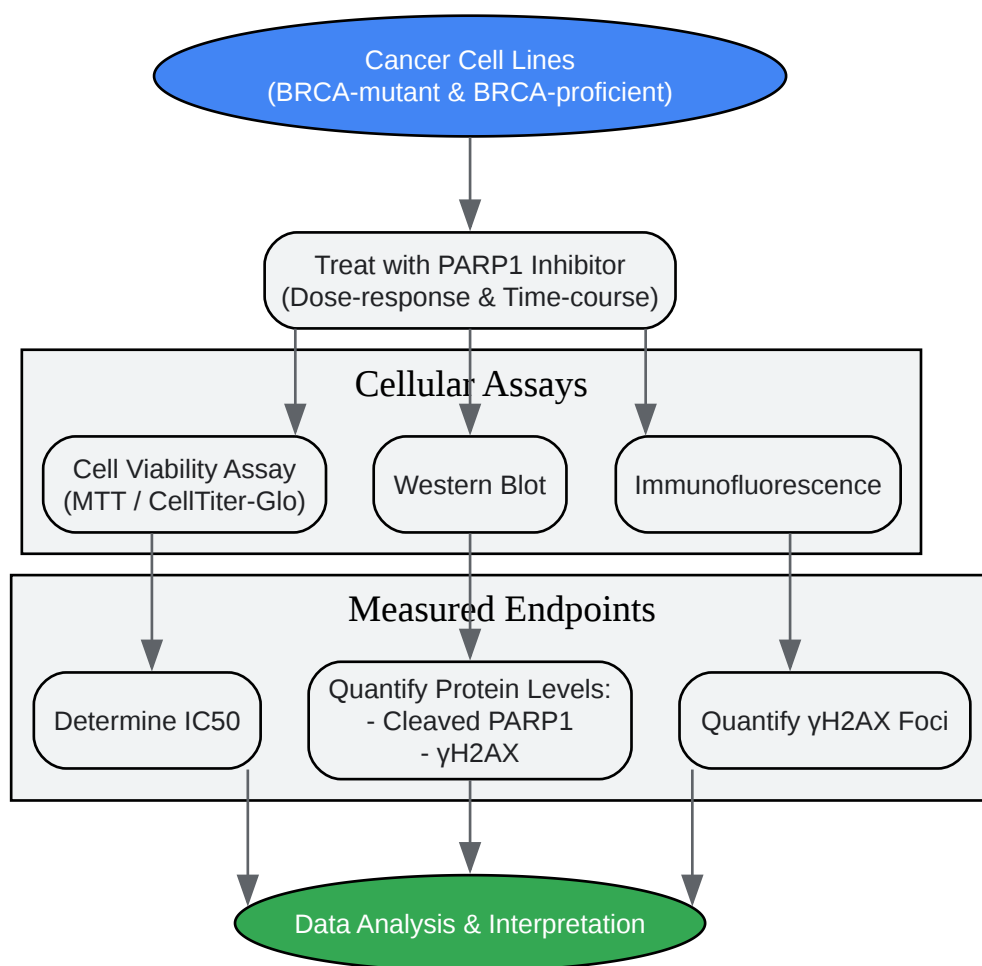 Cancer Cell Lines
(BRCA-mutant & BRCA-proficient)
Treat with PARP1 Inhibitor
(Dose-response & Time-course)
Cellular Assays
Cell Viability Assay
(MTT / CellTiter-Glo)
Western Blot
Immunofluorescence
Measured Endpoints
Determine IC50
Quantify Protein Levels:
- Cleaved PARP1
- γH2AX
Quantify γH2AX Foci
Data Analysis & Interpretation